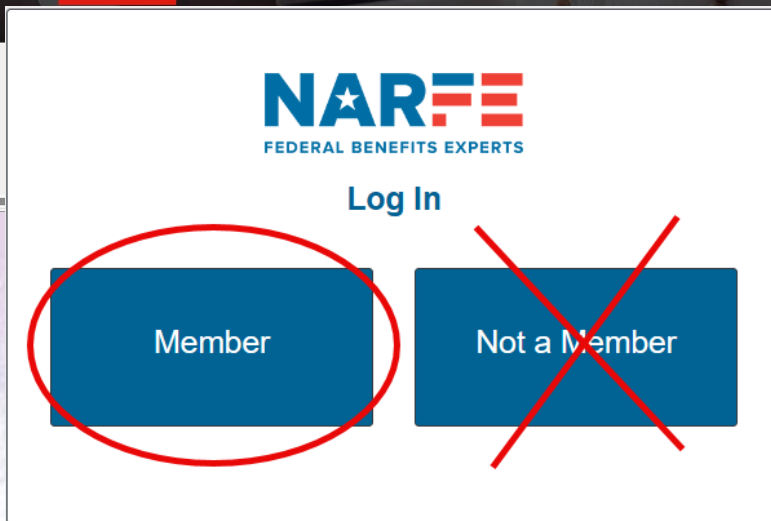 NARFE
FEDERAL BENEFITS EXPERTS
Log In
Member
Not a Member